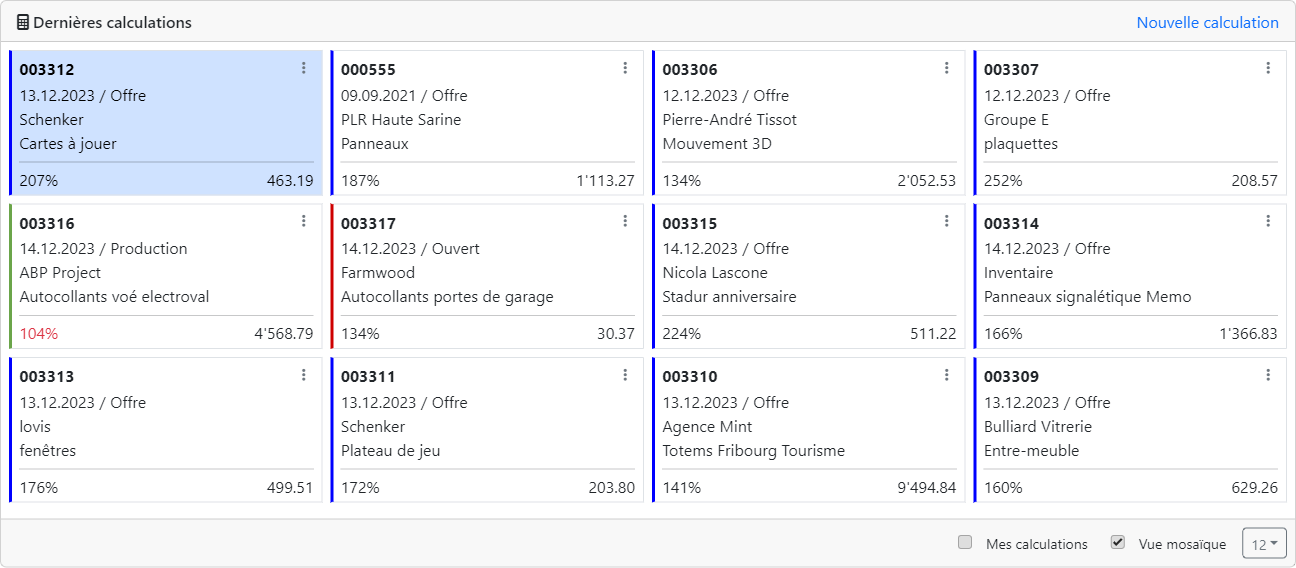 Dernières calculations
Nouvelle calculation
003312
13.12.2023 / Offre
Schenker
Cartes à jouer
207% 463.19
000555
09.09.2021 / Offre
PLR Haute Sarine
Panneaux
187% 1'113.27
003306
12.12.2023 / Offre
Pierre-André Tissot
Mouvement 3D
134% 2'052.53
003307
12.12.2023 / Offre
Groupe E
plaquettes
252% 208.57
003316
14.12.2023 / Production
ABP Project
Autocollants voé electroval
104% 4'568.79
003317
14.12.2023 / Ouvert
Farmwood
Autocollants portes de garage
134% 30.37
003315
14.12.2023 / Offre
Nicola Lascone
Stadur anniversaire
224% 511.22
003314
14.12.2023 / Offre
Inventaire
Panneaux signalétique Memo
166% 1'366.83
003313
13.12.2023 / Offre
lovis
fenêtres
176% 499.51
003311
13.12.2023 / Offre
Schenker
Plateau de jeu
172% 203.80
003310
13.12.2023 / Offre
Agence Mint
Totems Fribourg Tourisme
141% 9'494.84
003309
13.12.2023 / Offre
Bulliard Vitrerie
Entre-meuble
160% 629.26
Mes calculations
Vue mosaïque
12